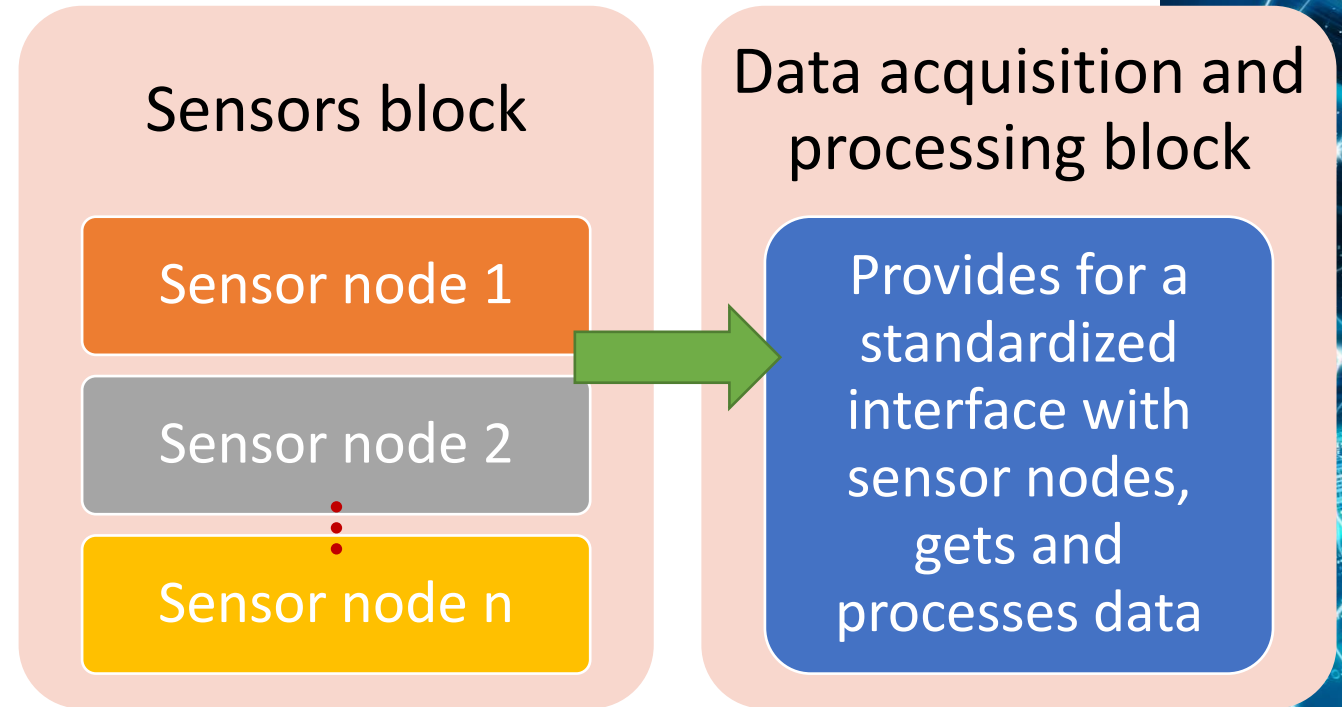 Sensors block
Sensor node 1
Sensor node 2
Sensor node n
Data acquisition and
processing block
Provides for a
standardized
interface with
sensor nodes,
gets and
processes data